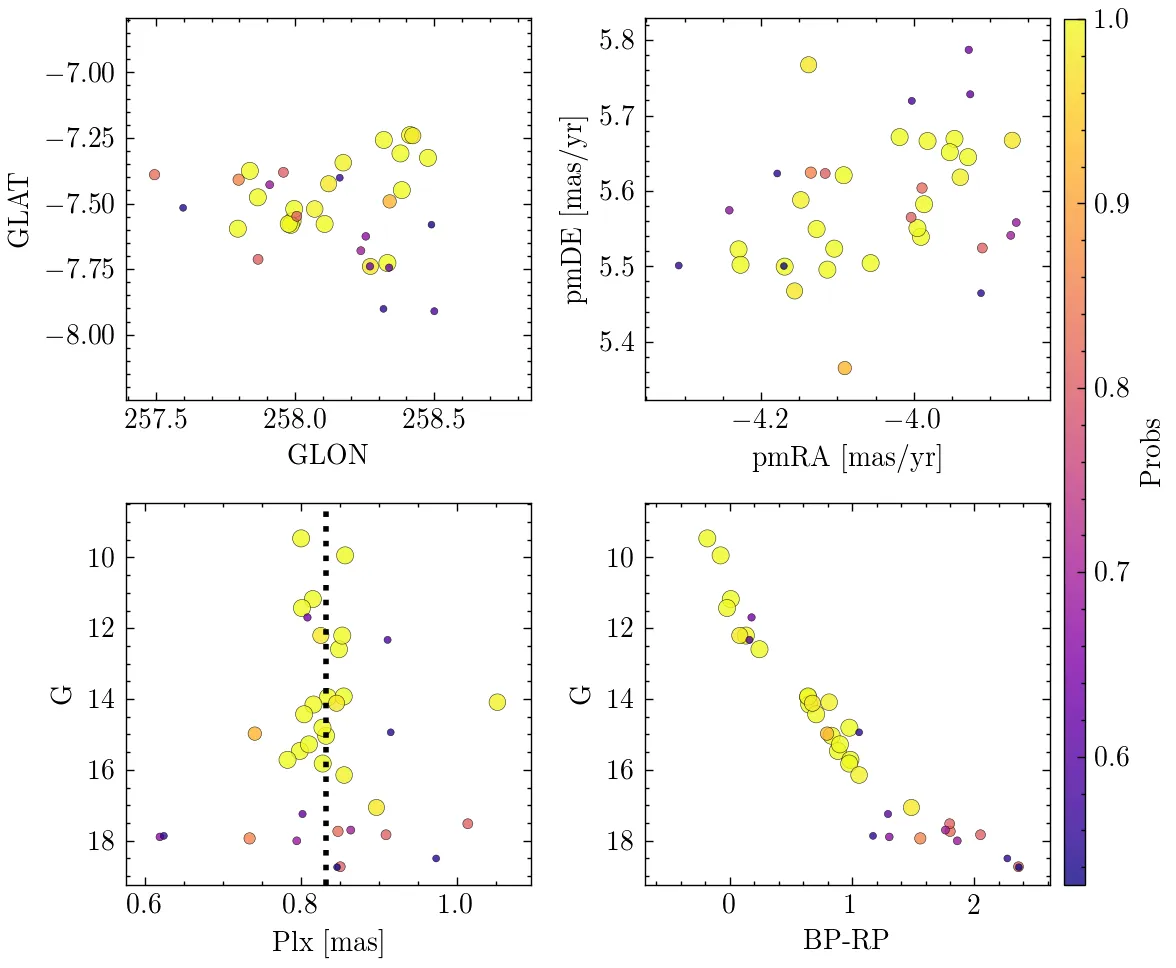 −7.00
−7.25
−7.50
−7.75
−8.00
GLAT
257.5 258.0 258.5
GLON
5.8
5.7
5.6
5.5
5.4
pmDE [mas/yr]
−4.2 −4.0
pmRA [mas/yr]
10
12
14
16
18
G
0.6 0.8 1.0
Plx [mas]
10
12
14
16
18
G
0 1 2
BP-RP
1.0
0.9
0.8
0.7
0.6
Probs